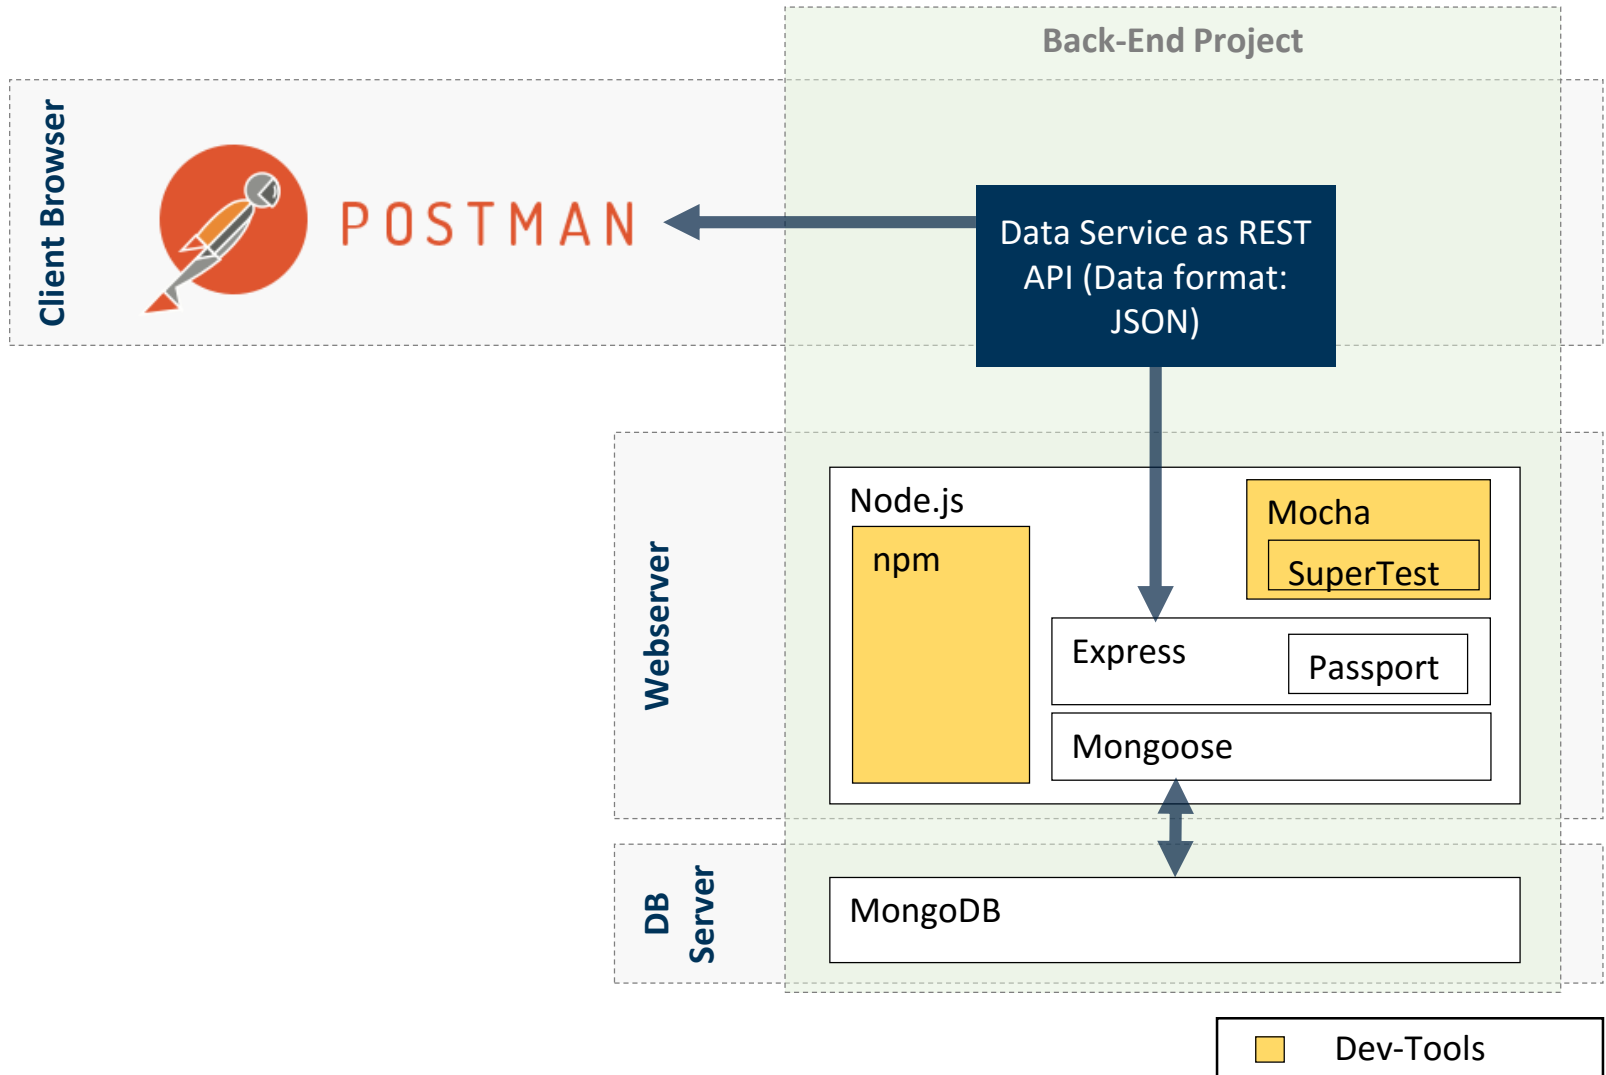 Back-End Project
Client Browser
POSTMAN
Data Service as REST
API (Data format:
JSON)
Webserver
Node.js
npm
Mocha
SuperTest
Express
Passport
Mongoose
DB
Server
MongoDB
Dev-Tools